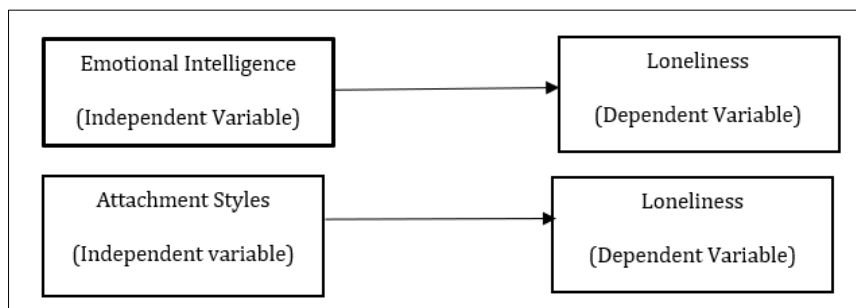 Emotional Intelligence
(Independent Variable)
Loneliness
(Dependent Variable)
Attachment Styles
(Independent variable)
Loneliness
(Dependent Variable)